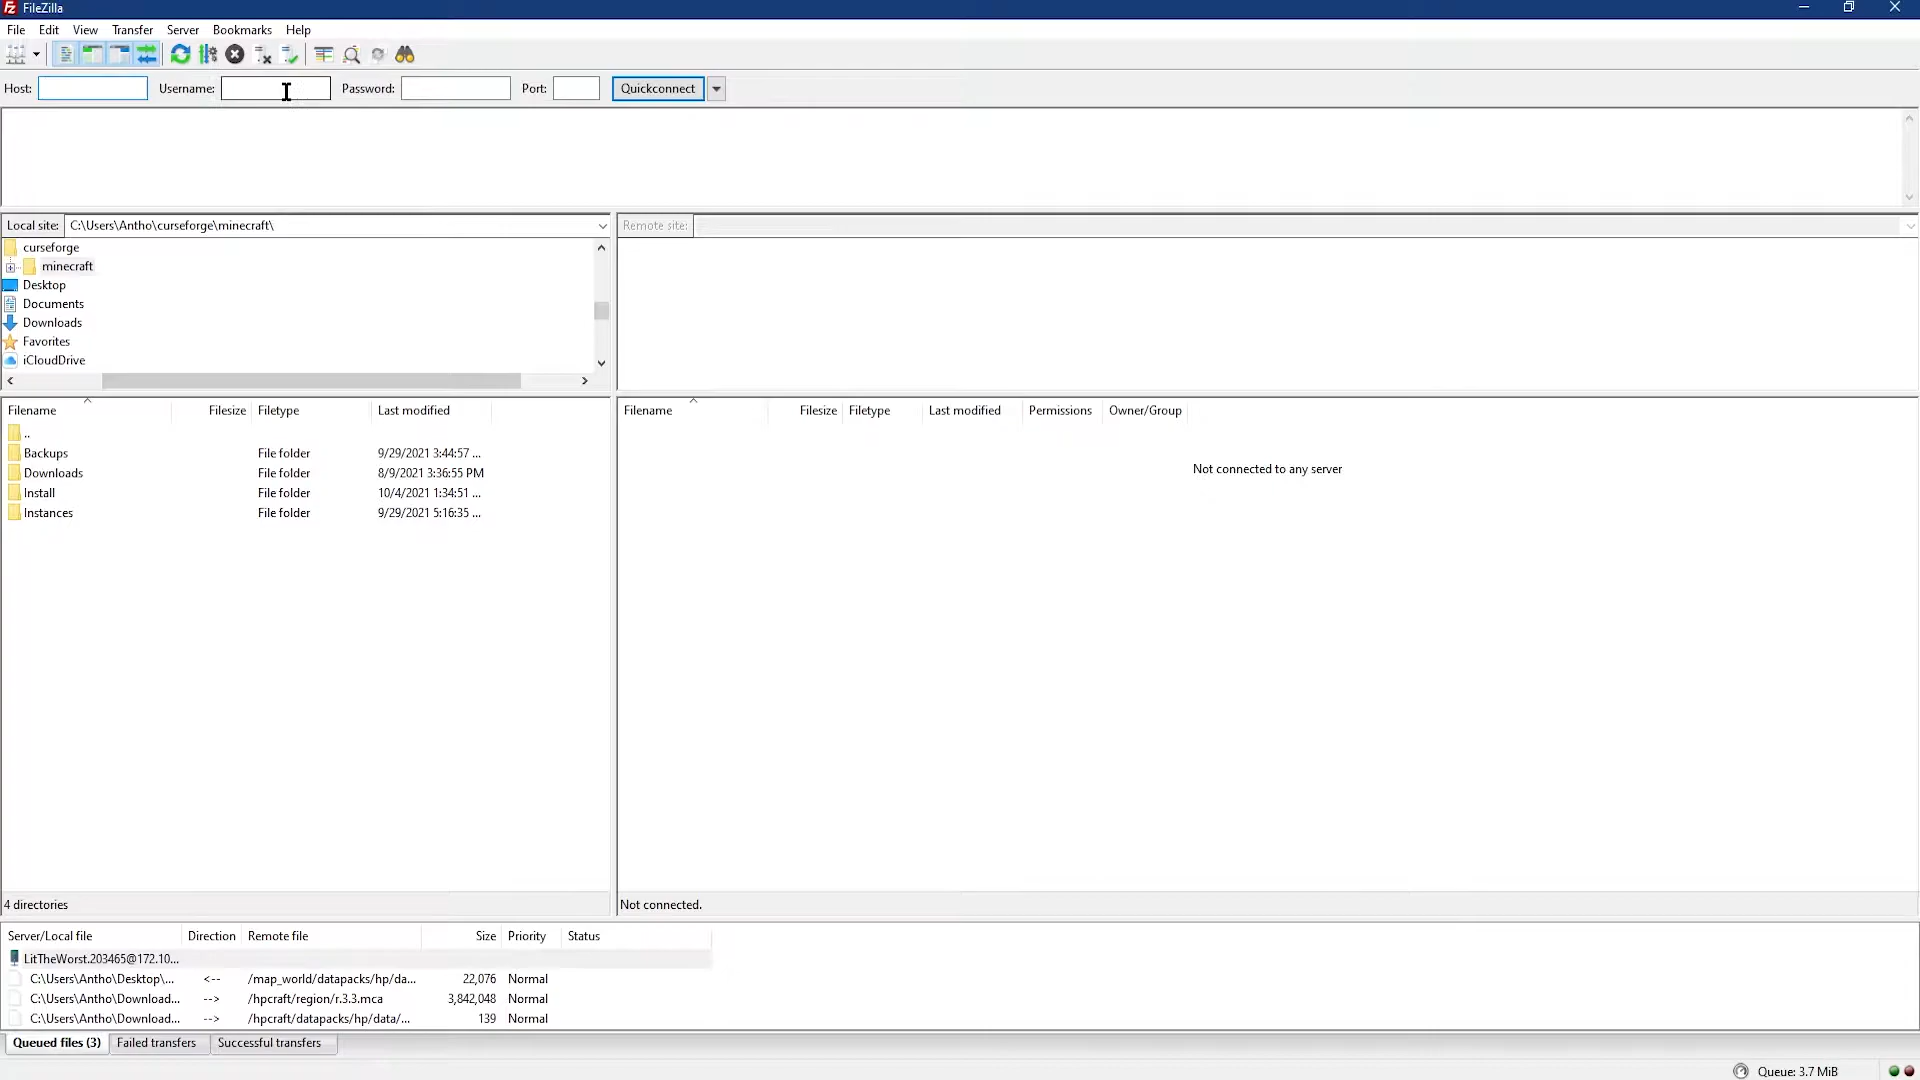 FileZilla
File Edit View Transfer Server Bookmarks Help
Host: Username: Password: Port: Quickconnect
Local site: C:\Users\Antho\curseforge\minecraft\
Remote site:
curseforge
minecraft
Desktop
Documents
Downloads
Favorites
iCloudDrive
Filename Filesize Filetype Last modified
..
Backups File folder 9/29/2021 3:44:57 ...
Downloads File folder 8/9/2021 3:36:55 PM
Install File folder 10/4/2021 1:34:51 ...
Instances File folder 9/29/2021 5:16:35 ...
4 directories
Filename Filesize Filetype Last modified Permissions Owner/Group
Not connected to any server
Not connected.
Server/Local file Direction Remote file Size Priority Status
LitTheWorst.203465@172.10...
C:\Users\Antho\Desktop\... <-- /map_world/datapacks/hp/da... 22,076 Normal
C:\Users\Antho\Download... --> /hpcraft/region/r.3.3.mca 3,842,048 Normal
C:\Users\Antho\Download... --> /hpcraft/datapacks/hp/data/... 139 Normal
Queued files (3) Failed transfers Successful transfers
Queue: 3.7 MiB